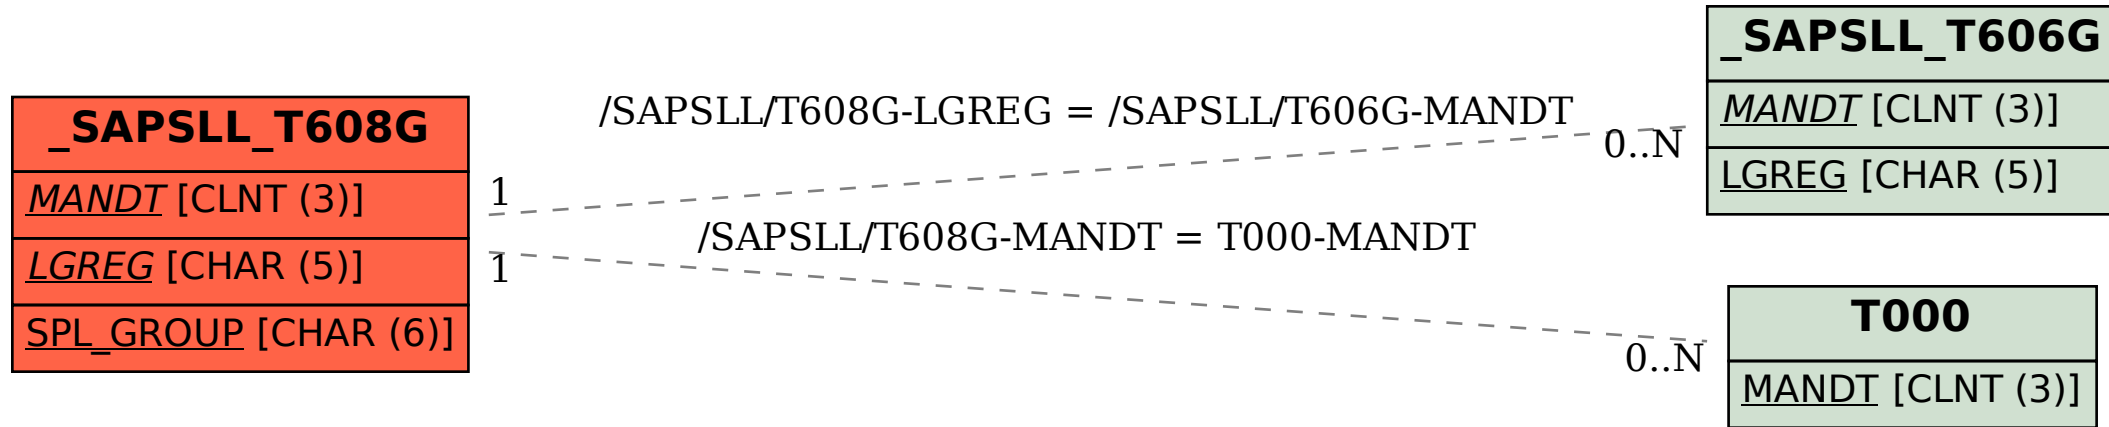 _SAPSLL_T608G
MANDT [CLNT (3)]
LGREG [CHAR (5)]
SPL_GROUP [CHAR (6)]
/SAPSLL/T608G-LGREG = /SAPSLL/T606G-MANDT
1
0..N
/SAPSLL/T608G-MANDT = T000-MANDT
1
0..N
_SAPSLL_T606G
MANDT [CLNT (3)]
LGREG [CHAR (5)]
T000
MANDT [CLNT (3)]